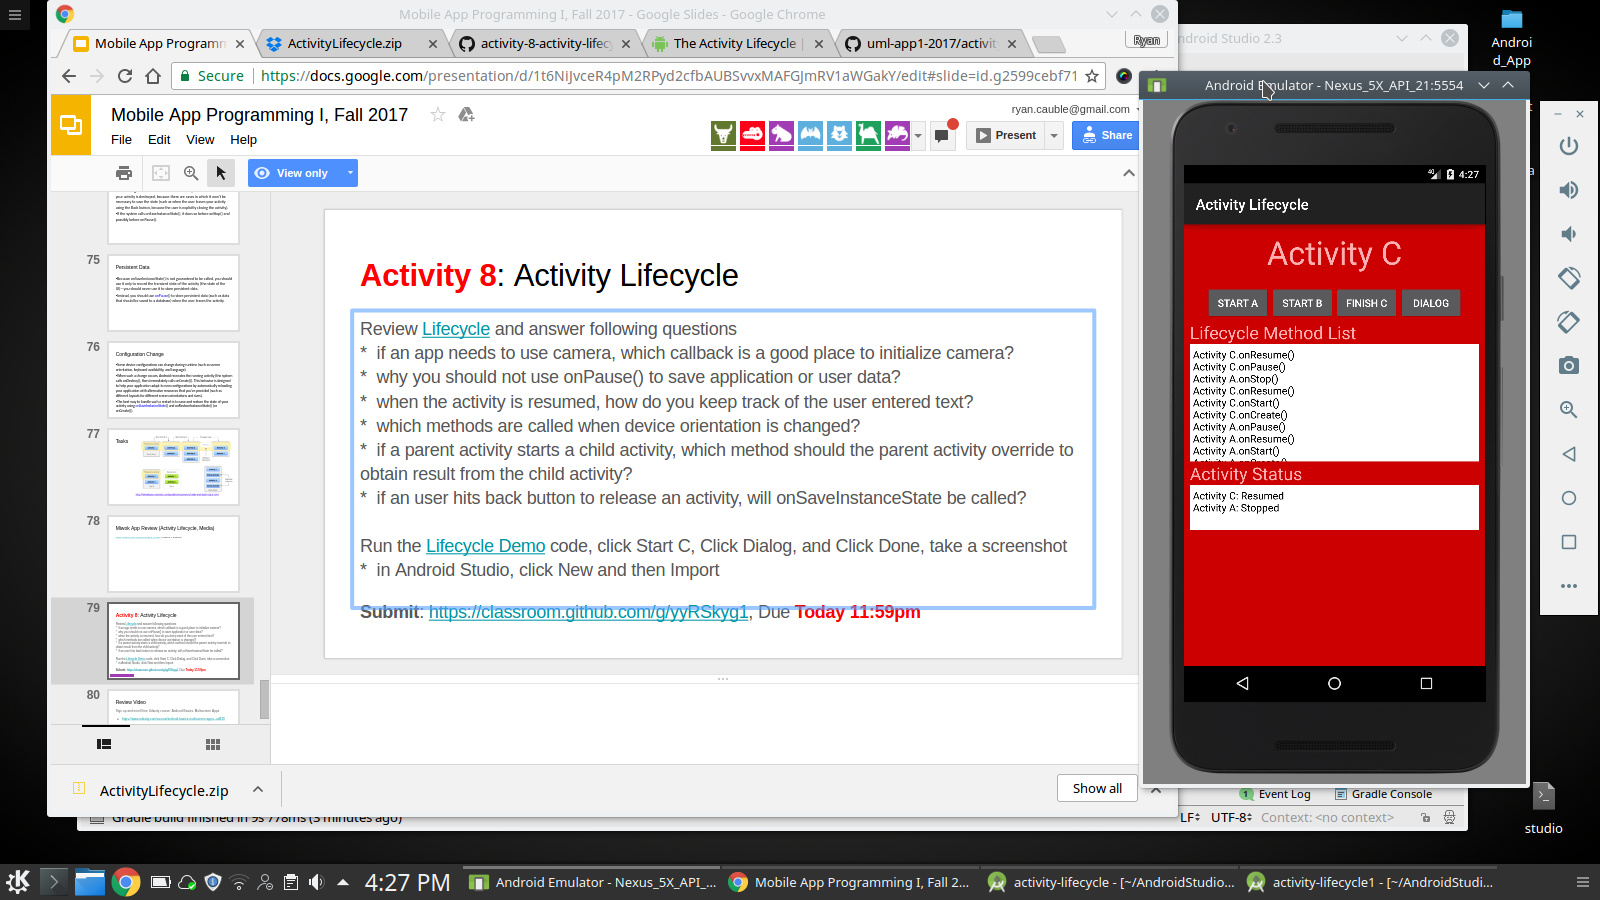 Mobile App Programming I, Fall 2017 - Google Slides - Google Chrome
Mobile App Programm
ActivityLifecycle.zip
activity-8-activity-lifec
The Activity Lifecycle |
uml-app1-2017/activit
Ryan
Secure
https://docs.google.com/presentation/d/1t6NiJvceR4pM2RPyd2cfbAUBSvvxMAFGJmRV1aWGakY/edit#slide=id.g2599cebf71
Mobile App Programming I, Fall 2017
File Edit View Help
ryan.cauble@gmail.com
Present
Share
View only
75
Persistent Data
76
Configuration Change
77
Tasks
78
Miwok App Review (Activity Lifecycle, Media)
79
Activity 8: Activity Lifecycle
80
Review Video
Activity 8: Activity Lifecycle
Review Lifecycle and answer following questions
* if an app needs to use camera, which callback is a good place to initialize camera?
* why you should not use onPause() to save application or user data?
* when the activity is resumed, how do you keep track of the user entered text?
* which methods are called when device orientation is changed?
* if a parent activity starts a child activity, which method should the parent activity override to
obtain result from the child activity?
* if an user hits back button to release an activity, will onSaveInstanceState be called?
Run the Lifecycle Demo code, click Start C, Click Dialog, and Click Done, take a screenshot
* in Android Studio, click New and then Import
Submit: https://classroom.github.com/g/yyRSkyg1, Due Today 11:59pm
ActivityLifecycle.zip
Show all
Gradle build finished in 9s 778ms (3 minutes ago)
ndroid Studio 2.3
Android Emulator - Nexus_5X_API_21:5554
4:27
Activity Lifecycle
Activity C
START A START B FINISH C DIALOG
Lifecycle Method List
Activity C.onResume()
Activity C.onPause()
Activity A.onStop()
Activity C.onResume()
Activity C.onStart()
Activity C.onCreate()
Activity A.onPause()
Activity A.onResume()
Activity A.onStart()
Activity A.onCreate()
Activity Status
Activity C: Resumed
Activity A: Stopped
1 Event Log
Gradle Console
LF UTF-8 Context: <no context>
Androi
d_App
studio
4:27 PM
Android Emulator - Nexus_5X_API_...
Mobile App Programming I, Fall 2...
activity-lifecycle - [~/AndroidStudio...
activity-lifecycle1 - [~/AndroidStudi...